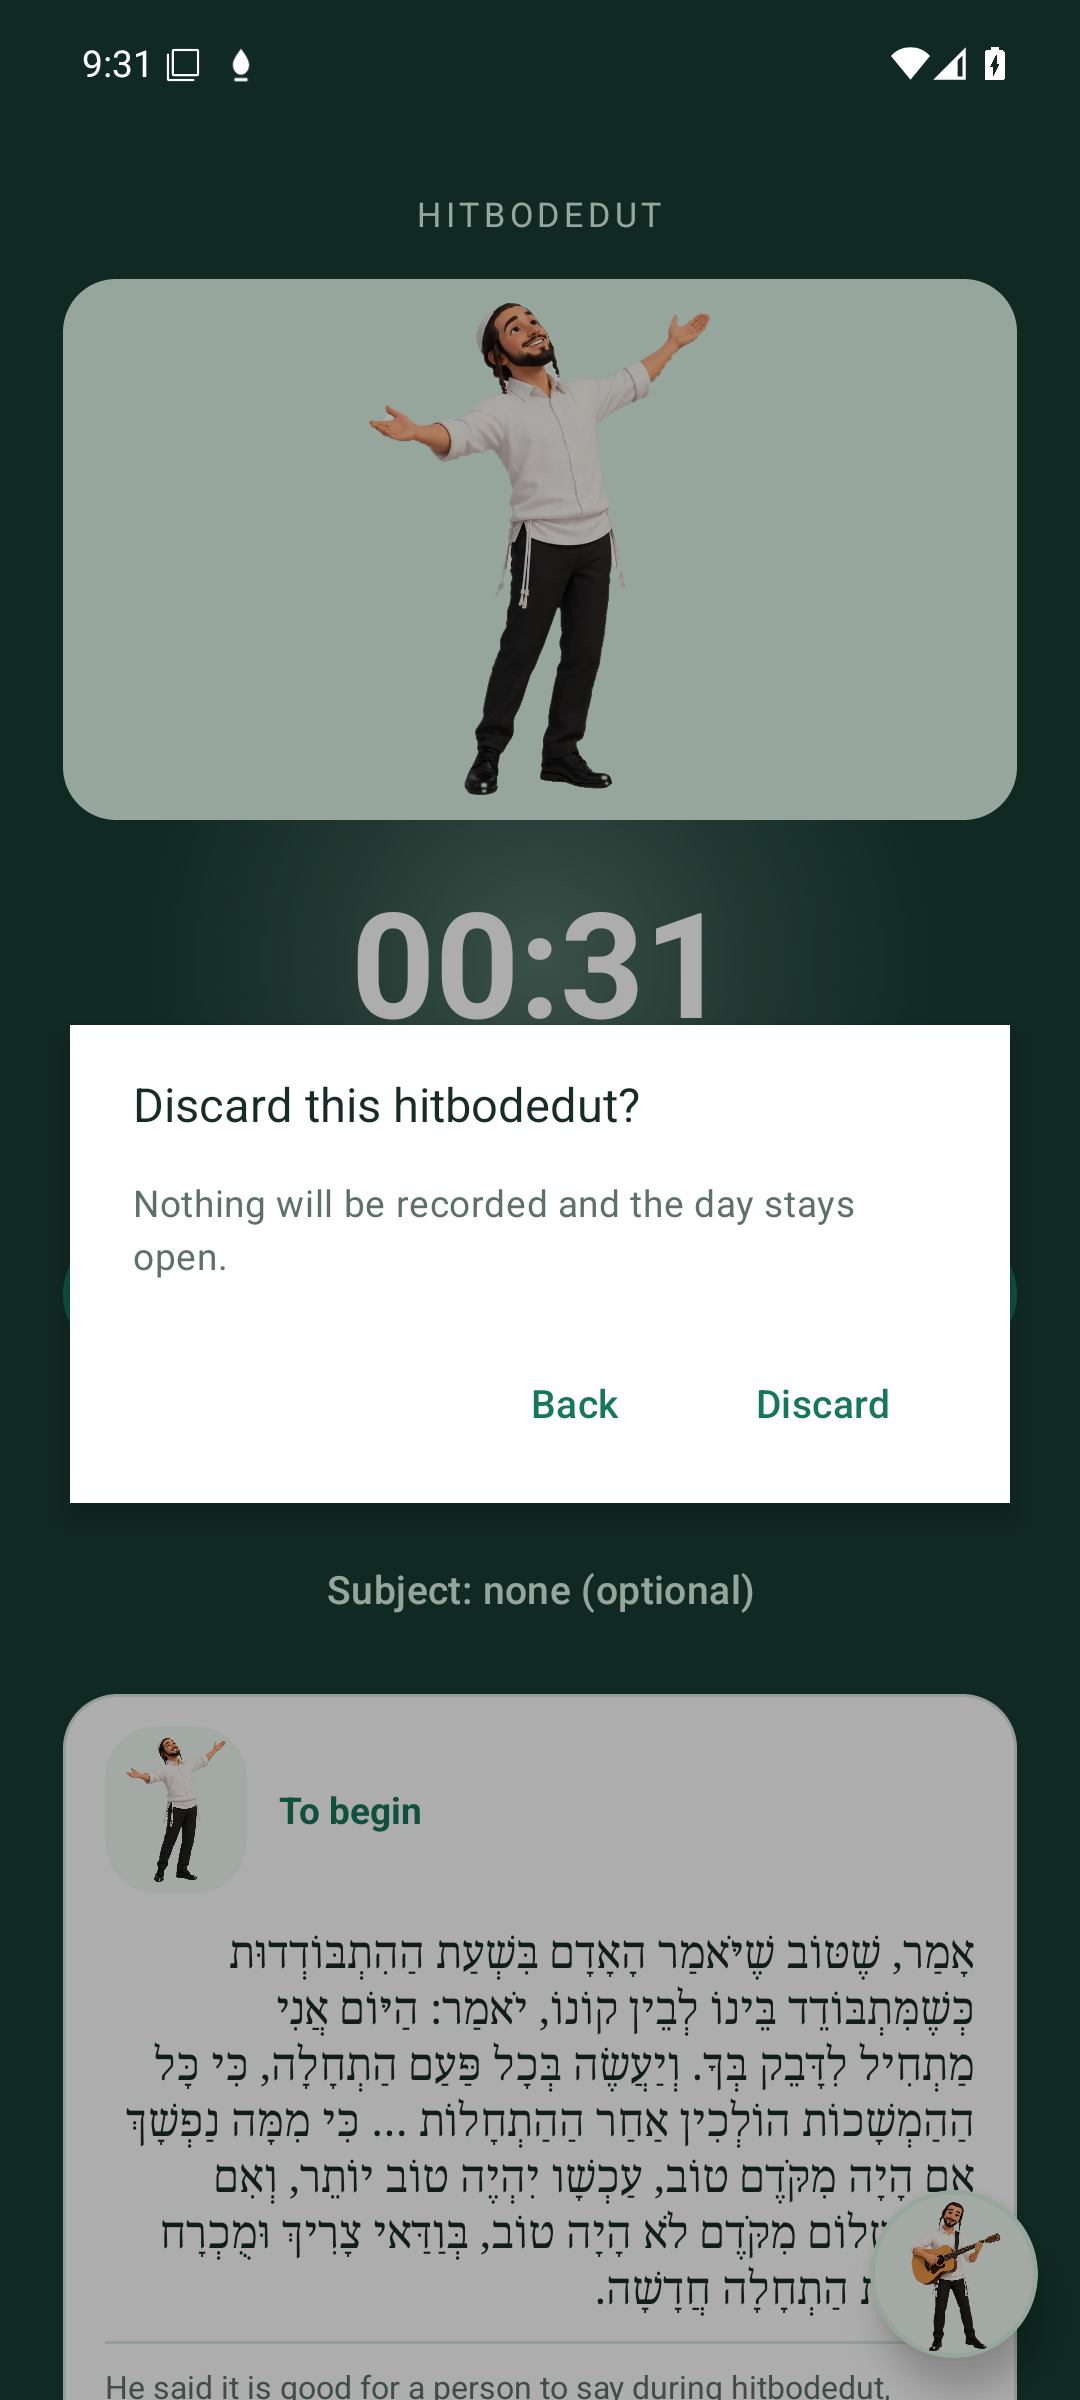 9:31
HITBODEDUT
00:31
Discard this hitbodedut?
Nothing will be recorded and the day stays
open.
Back Discard
Subject: none (optional)
To begin
אָמַר, שֶׁטּוֹב שֶׁיֹּאמַר הָאָדָם בִּשְׁעַת הַהִתְבּוֹדְדוּת
כְּשֶׁמִּתְבּוֹדֵד בֵּינוֹ לְבֵין קוֹנוֹ, יֹאמַר: הַיּוֹם אֲנִי
מַתְחִיל לִדָּבֵק בְּךָ. וְיַעֲשֶׂה בְּכָל פַּעַם הַתְחָלָה, כִּי כָּל
הַהַמְשָׁכוֹת הוֹלְכִין אַחַר הַהַתְחָלוֹת ... כִּי מִמָּה נַפְשָׁךְ
אִם הָיָה מִקֹּדֶם טוֹב, עַכְשָׁו יִהְיֶה טוֹב יוֹתֵר, וְאִם
מִקֹּדֶם לֹא הָיָה טוֹב, בְּוַדַּאי צָרִיךְ וּמֻכְרָח
הַתְחָלָה חֲדָשָׁה.
He said it is good for a person to say during hitbodedut,